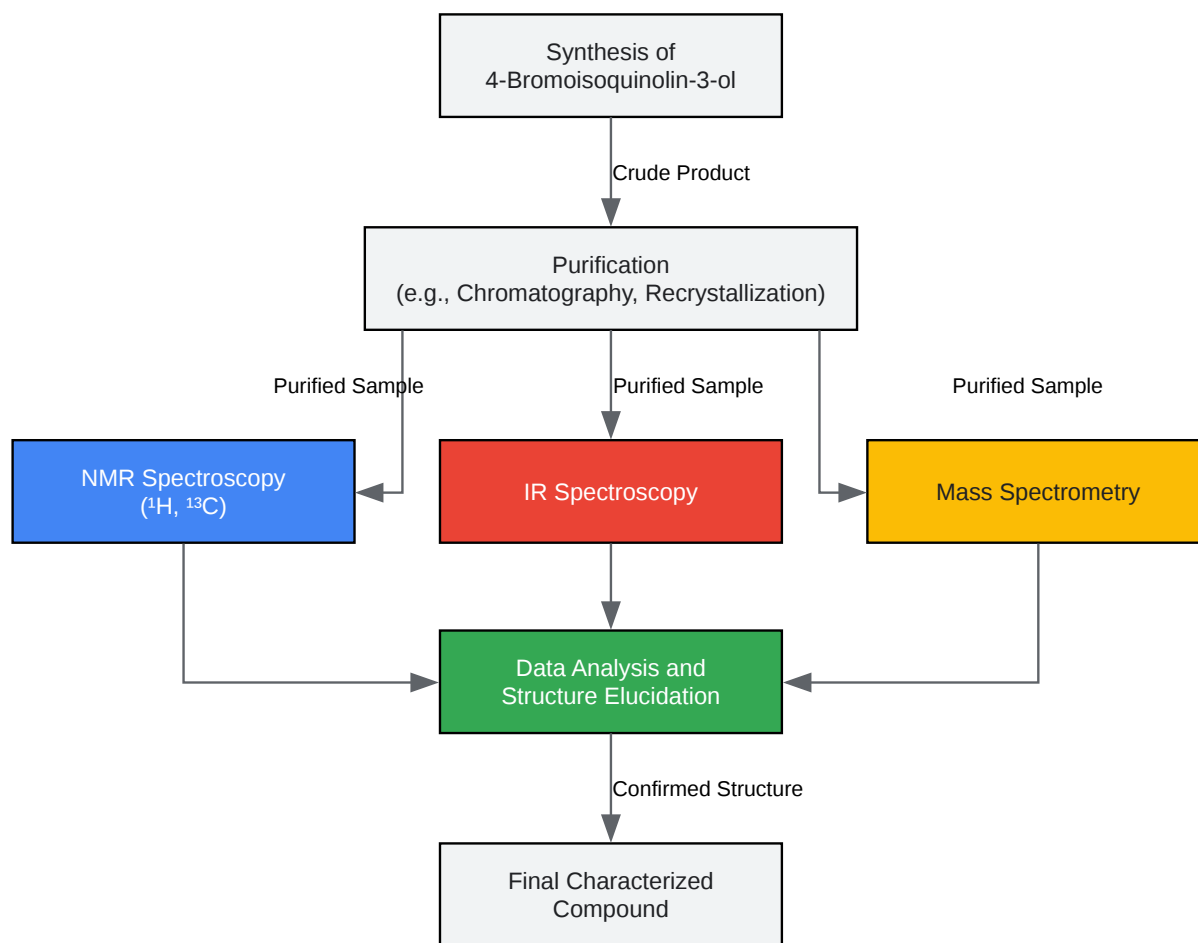 Synthesis of
4-Bromoisoquinolin-3-ol
Crude Product
Purification
(e.g., Chromatography, Recrystallization)
Purified Sample
Purified Sample
Purified Sample
NMR Spectroscopy
(¹H, ¹³C)
IR Spectroscopy
Mass Spectrometry
Data Analysis and
Structure Elucidation
Confirmed Structure
Final Characterized
Compound